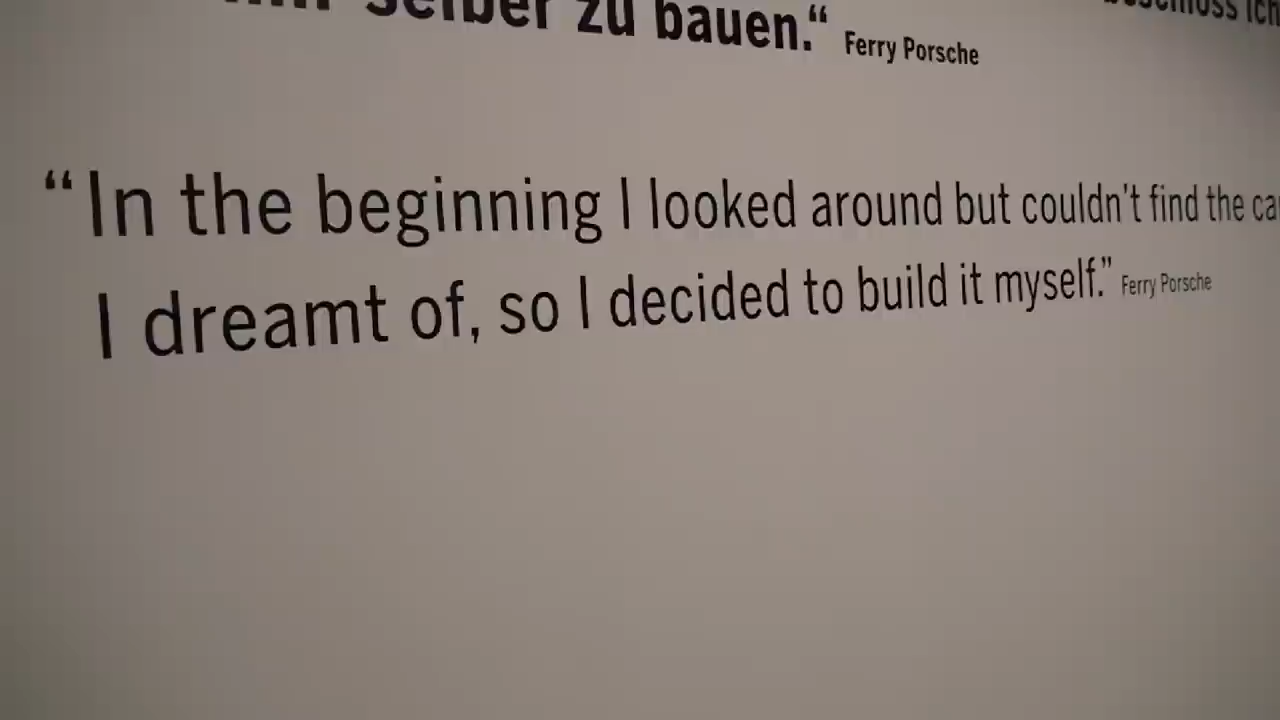 selber zu bauen.“ Ferry Porsche
“In the beginning I looked around but couldn't find the
I dreamt of, so I decided to build it myself.” Ferry Porsche